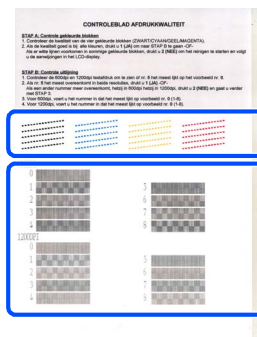 CONTROLEBLAD AFDRUKKWALITEIT
STAP A: Controle gekleurde blokken
1. Controleer de kwaliteit van de vier gekleurde blokken (ZWART/CYAAN/GEEL/MAGENTA).
2. Als de kwaliteit goed is bij alle kleuren, drukt u 1 (JA) om naar STAP B te gaan -OF-
Als er witte lijnen voorkomen in sommige gekleurde blokken, drukt u 2 (NEE) om het reinigen te starten en volgt
u de aanwijzingen in het LCD-display.
STAP B: Controle uitlijning
1. Controleer de 600dpi en 1200dpi testafdruk om te zien of nr. 5 het meest lijkt op het voorbeeld nr. 0.
2. Als nr. 5 het meest overeenkomt in beide resoluties, drukt u 1 (JA) -OF-
Als een ander nummer meer overeenkomt, hetzij in 600dpi hetzij in 1200dpi, drukt u 2 (NEE) en gaat u verder
met STAP 3.
3. Voor 600dpi, voert u het nummer in dat het meest lijkt op voorbeeld nr. 0 (1-8).
4. Voor 1200dpi, voert u het nummer in dat het meest lijkt op voorbeeld nr. 0 (1-8).
0
1 5
2 6
3 7
4 8
1200DPI
0
1 5
2 6
3 7
4 8